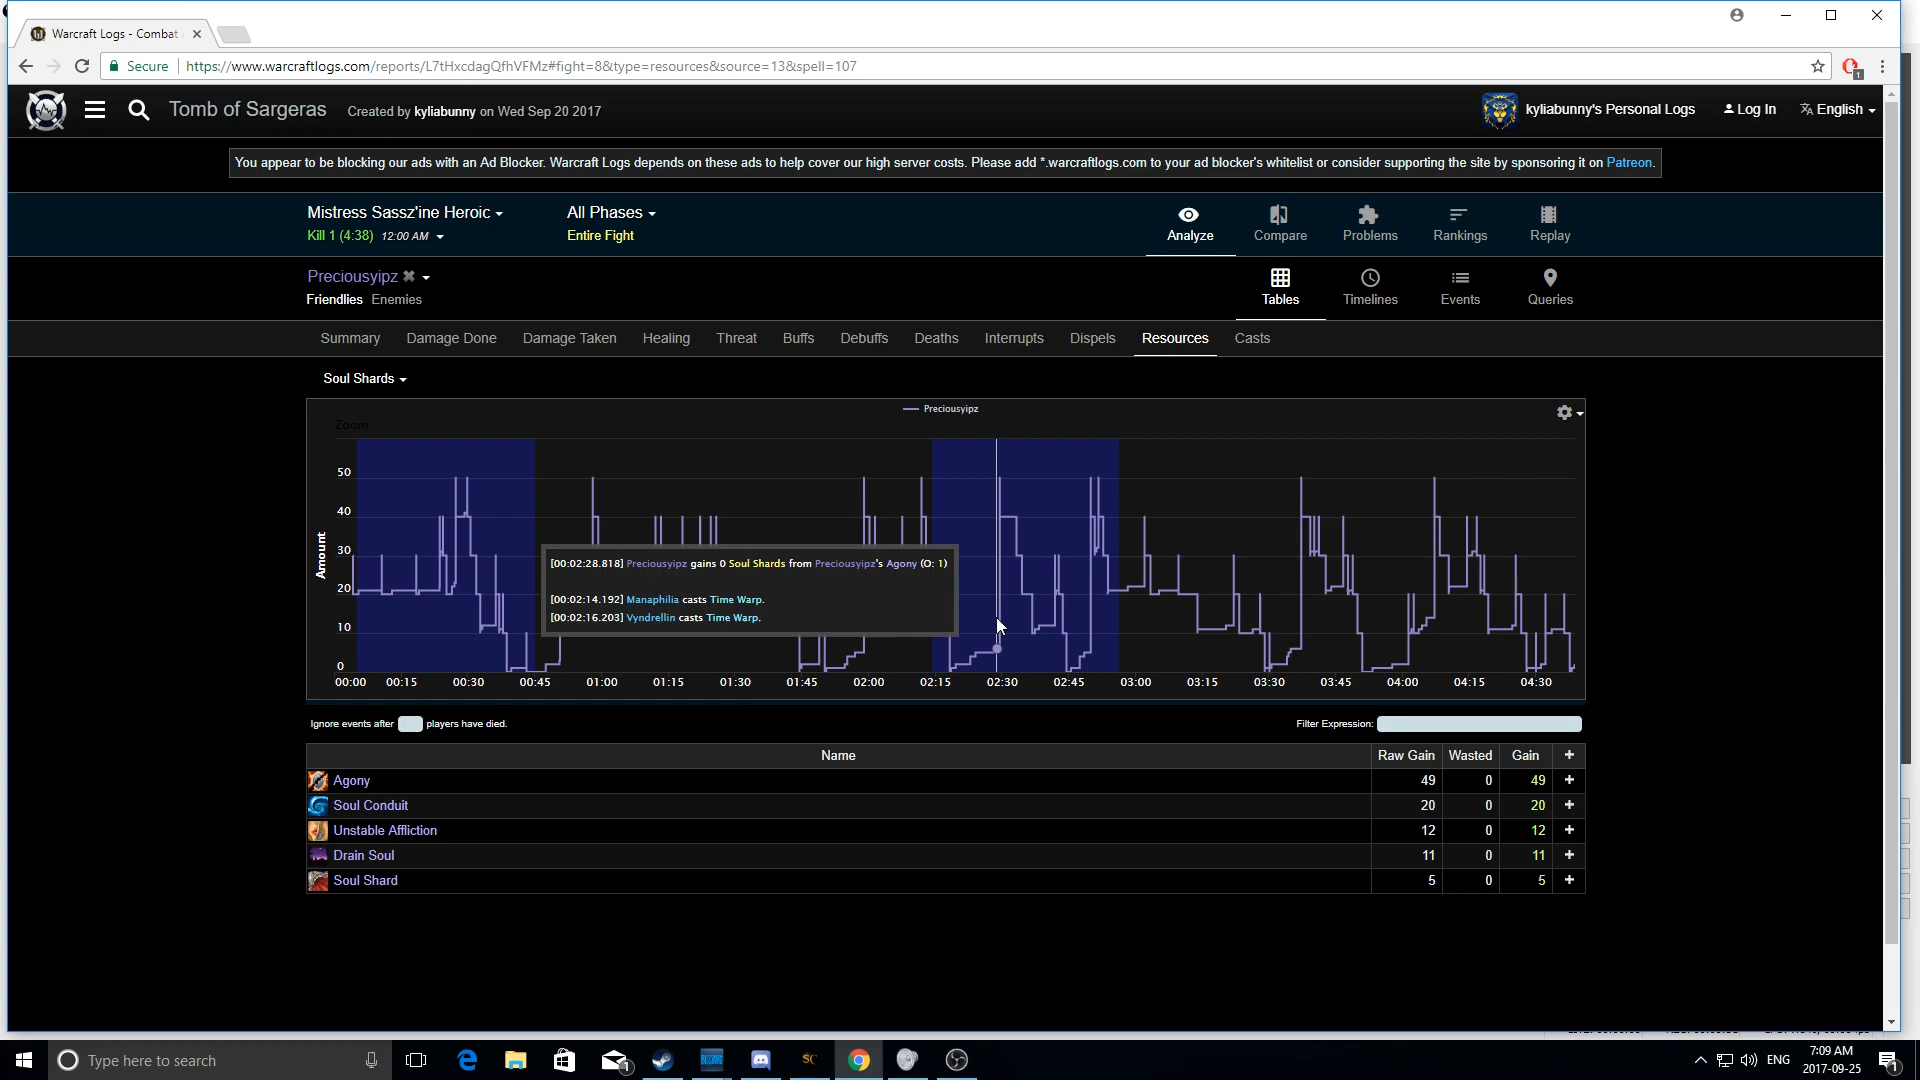 Warcraft Logs - Combat
Secure https://www.warcraftlogs.com/reports/L7tHxcdagQfhVFMz#fight=8&type=resources&source=13&spell=107
1
Tomb of Sargeras Created by kyliabunny on Wed Sep 20 2017
kyliabunny's Personal Logs Log In English
You appear to be blocking our ads with an Ad Blocker. Warcraft Logs depends on these ads to help cover our high server costs. Please add *.warcraftlogs.com to your ad blocker's whitelist or consider supporting the site by sponsoring it on Patreon.
Mistress Sassz'ine Heroic All Phases
Kill 1 (4:38) 12:00 AM Entire Fight
Analyze Compare Problems Rankings Replay
Preciousyipz
Friendlies Enemies
Tables Timelines Events Queries
Summary Damage Done Damage Taken Healing Threat Buffs Debuffs Deaths Interrupts Dispels Resources Casts
Soul Shards
Preciousyipz
Zoom
Amount
50
40
30
20
10
0
[00:02:28.818] Preciousyipz gains 0 Soul Shards from Preciousyipz's Agony (O: 1)
[00:02:14.192] Manaphilia casts Time Warp.
[00:02:16.203] Vyndrellin casts Time Warp.
00:00 00:15 00:30 00:45 01:00 01:15 01:30 01:45 02:00 02:15 02:30 02:45 03:00 03:15 03:30 03:45 04:00 04:15 04:30
Ignore events after players have died.
Filter Expression:
Name Raw Gain Wasted Gain +
Agony 49 0 49 +
Soul Conduit 20 0 20 +
Unstable Affliction 12 0 12 +
Drain Soul 11 0 11 +
Soul Shard 5 0 5 +
Type here to search
1
SC
ENG
7:09 AM
2017-09-25
1